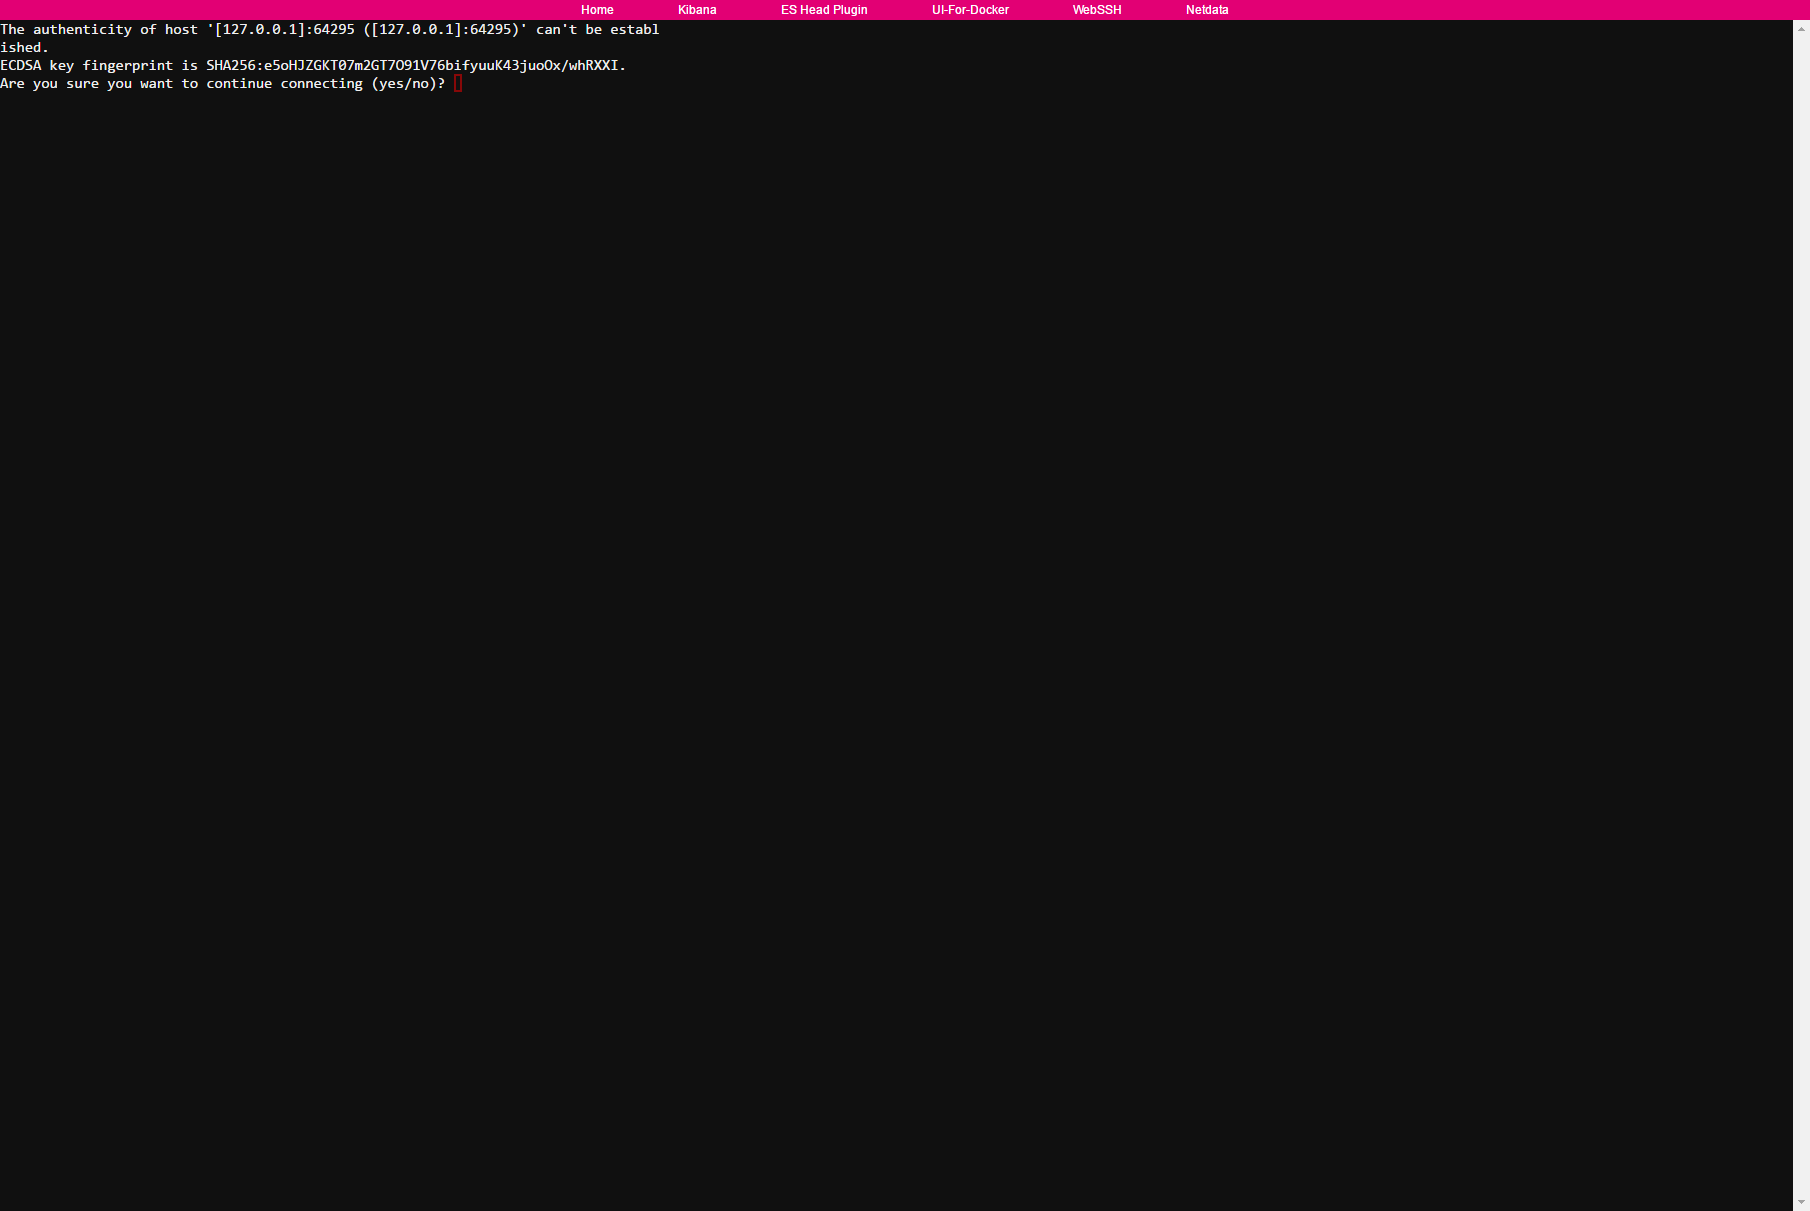 Home Kibana ES Head Plugin UI-For-Docker WebSSH Netdata
The authenticity of host '[127.0.0.1]:64295 ([127.0.0.1]:64295)' can't be establ
ished.
ECDSA key fingerprint is SHA256:e5oHJZGKT07m2GT7O91V76bifyuuK43juoOx/whRXXI.
Are you sure you want to continue connecting (yes/no)?